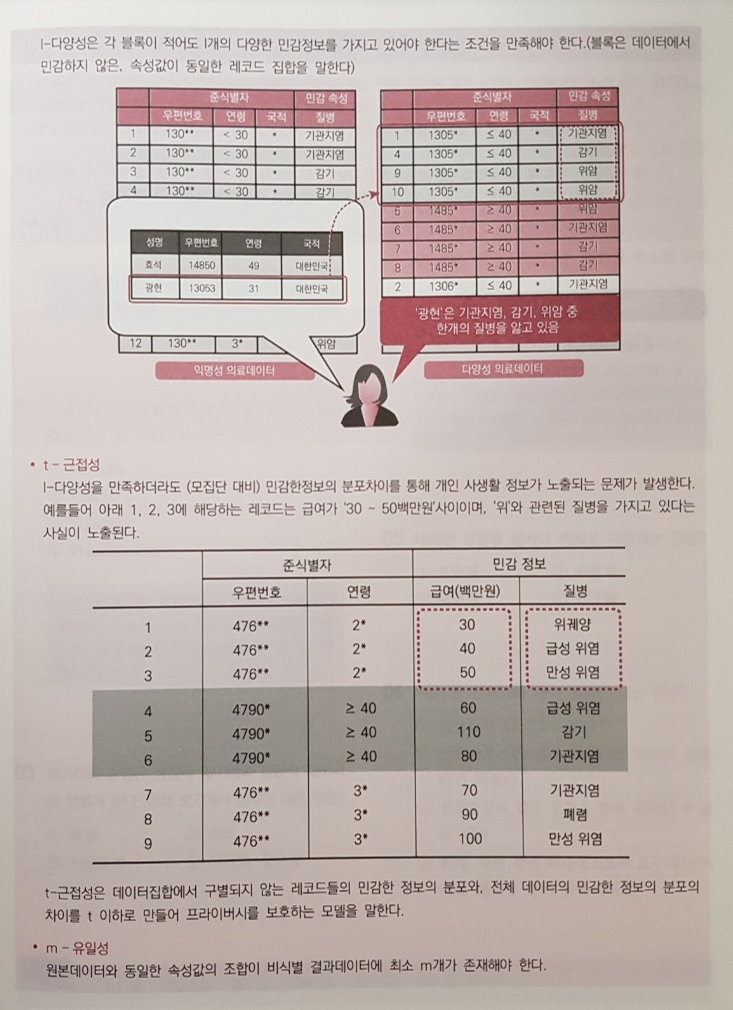 l-다양성은 각 블록이 적어도 l개의 다양한 민감정보를 가지고 있어야 한다는 조건을 만족해야 한다.(블록은 데이터에서
민감하지 않은, 속성값이 동일한 레코드 집합을 말한다)
준식별자 민감 속성
우편번호 연령 국적 질병
1 130** < 30 * 기관지염
2 130** < 30 * 기관지염
3 130** < 30 * 감기
4 130** < 30 * 감기
성명 우편번호 연령 국적
효석 14850 49 대한민국
광현 13053 31 대한민국
12 130** 3* 위암
익명성 의료데이터
준식별자 민감 속성
우편번호 연령 국적 질병
1 1305* ≤ 40 * 기관지염
4 1305* ≤ 40 * 감기
9 1305* ≤ 40 * 위암
10 1305* ≤ 40 * 위암
5 1485* ≥ 40 * 위암
6 1485* ≥ 40 * 기관지염
7 1485* ≥ 40 * 감기
8 1485* ≥ 40 * 감기
2 1306* ≤ 40 * 기관지염
'광현'은 기관지염, 감기, 위암 중
한개의 질병을 앓고 있음
다양성 의료데이터
• t - 근접성
l-다양성을 만족하더라도 (모집단 대비) 민감한정보의 분포차이를 통해 개인 사생활 정보가 노출되는 문제가 발생한다.
예를들어 아래 1, 2, 3에 해당하는 레코드는 급여가 '30 ~ 50백만원'사이이며, '위'와 관련된 질병을 가지고 있다는
사실이 노출된다.
준식별자 민감 정보
우편번호 연령 급여(백만원) 질병
1 476** 2* 30 위궤양
2 476** 2* 40 급성 위염
3 476** 2* 50 만성 위염
4 4790* ≥ 40 60 급성 위염
5 4790* ≥ 40 110 감기
6 4790* ≥ 40 80 기관지염
7 476** 3* 70 기관지염
8 476** 3* 90 폐렴
9 476** 3* 100 만성 위염
t-근접성은 데이터집합에서 구별되지 않는 레코드들의 민감한 정보의 분포와, 전체 데이터의 민감한 정보의 분포의
차이를 t 이하로 만들어 프라이버시를 보호하는 모델을 말한다.
• m - 유일성
원본데이터와 동일한 속성값의 조합이 비식별 결과데이터에 최소 m개가 존재해야 한다.